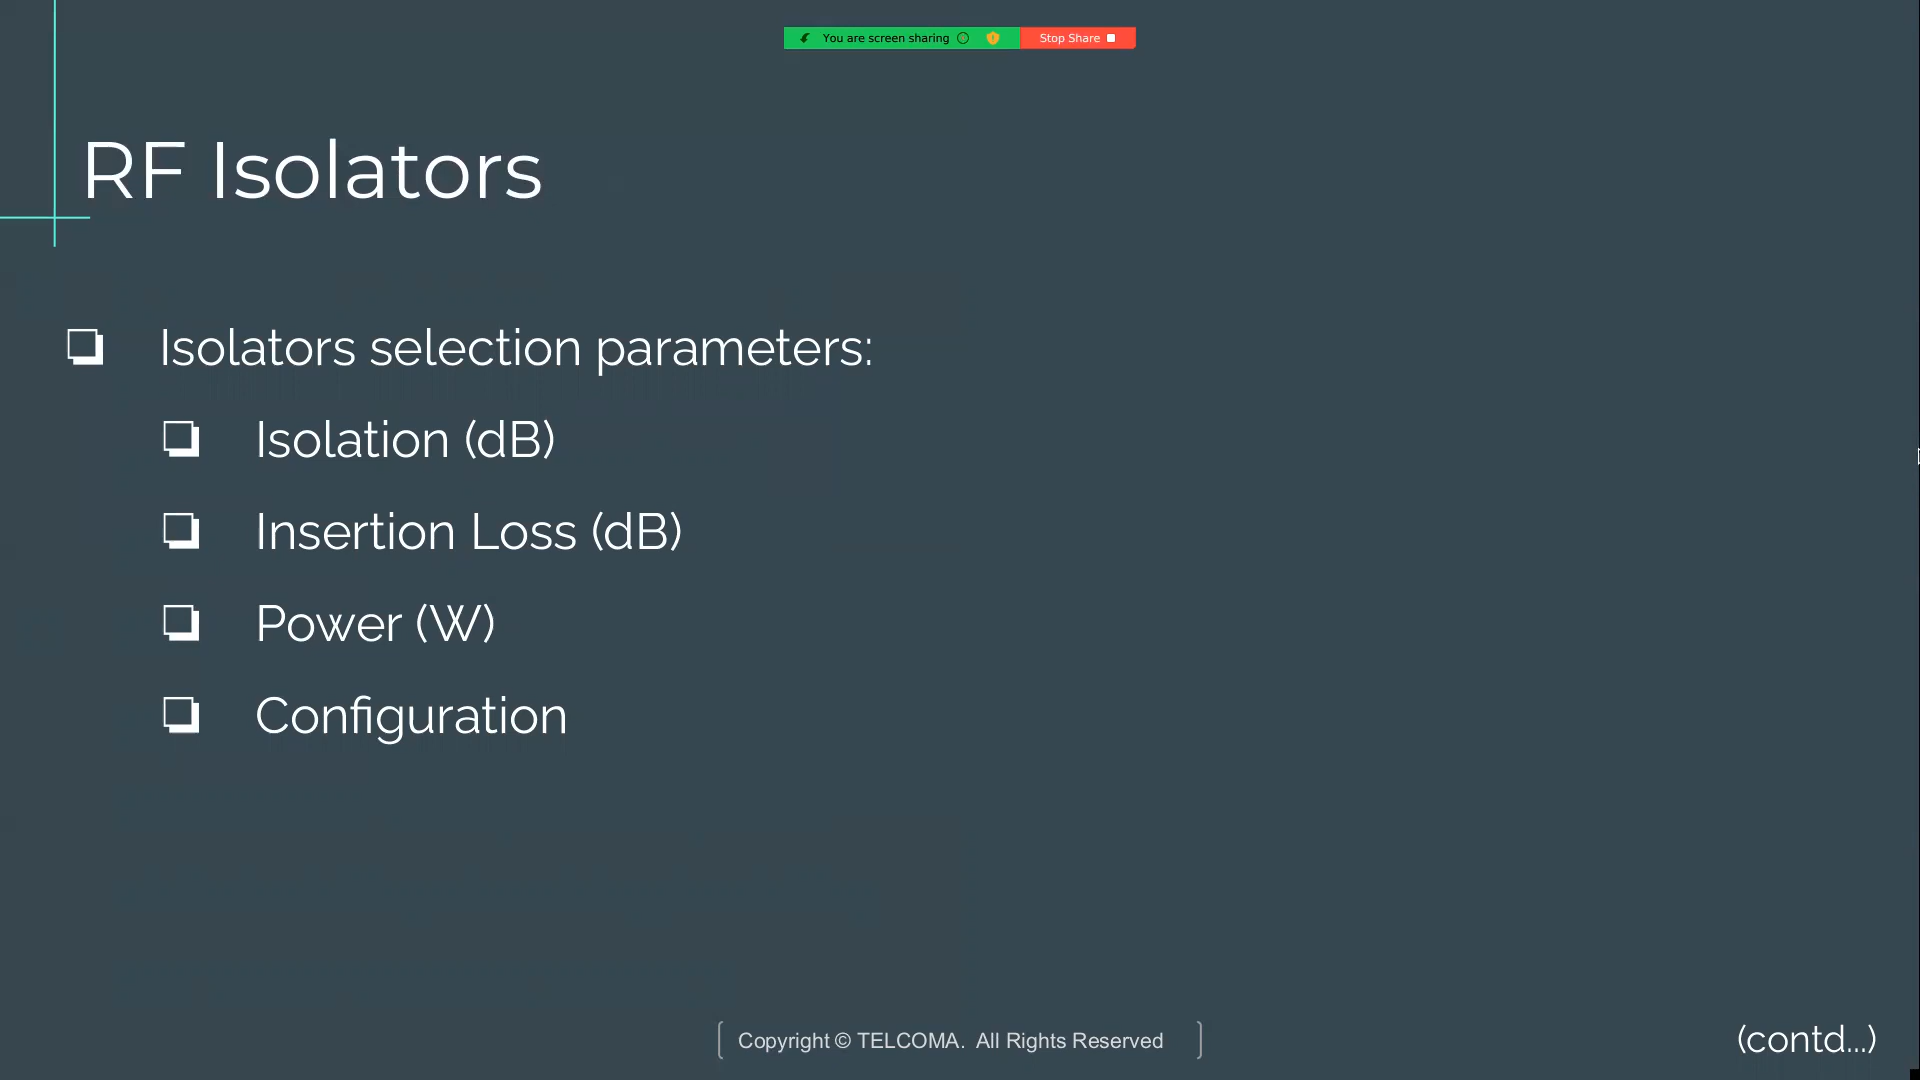 You are screen sharing
Stop Share
RF Isolators
Isolators selection parameters:
Isolation (dB)
Insertion Loss (dB)
Power (W)
Configuration
Copyright © TELCOMA. All Rights Reserved
(contd...)